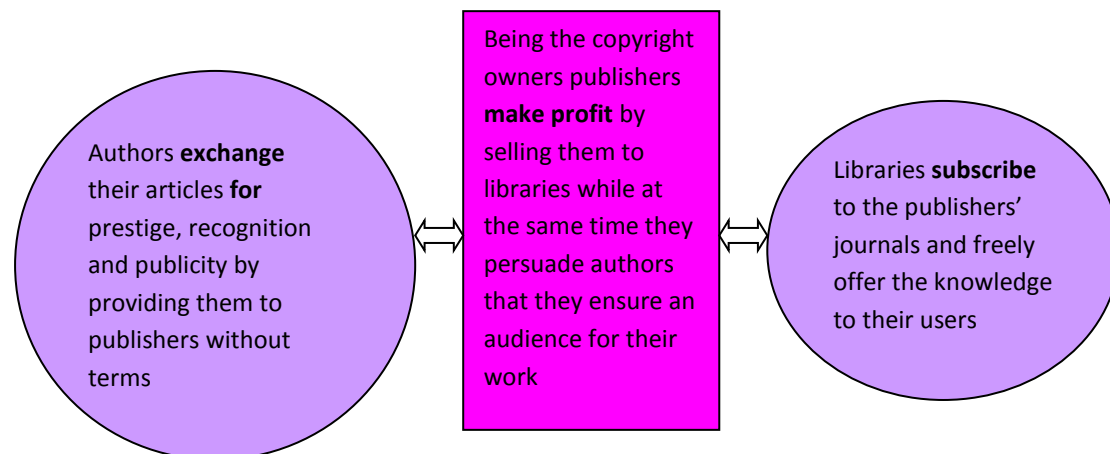 Authors exchange
their articles for
prestige, recognition
and publicity by
providing them to
publishers without
terms
Being the copyright
owners publishers
make profit by
selling them to
libraries while at
the same time they
persuade authors
that they ensure an
audience for their
work
Libraries subscribe
to the publishers’
journals and freely
offer the knowledge
to their users